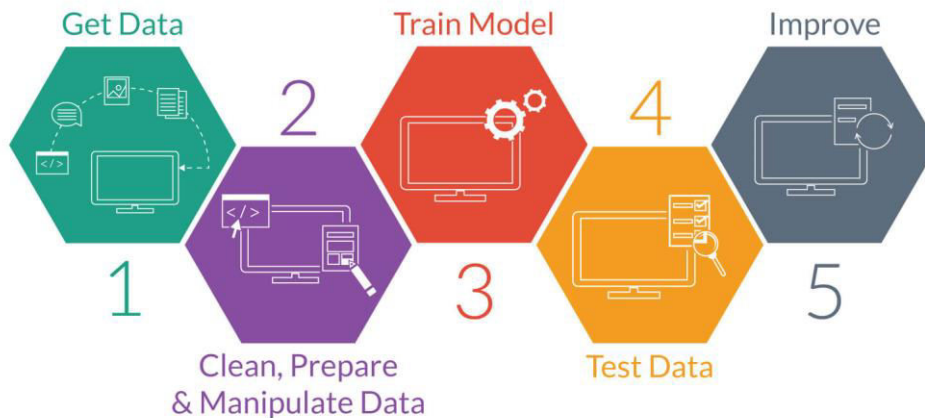 Get Data
1
2
Clean, Prepare
& Manipulate Data
Train Model
3
4
Test Data
Improve
5
</>
</>